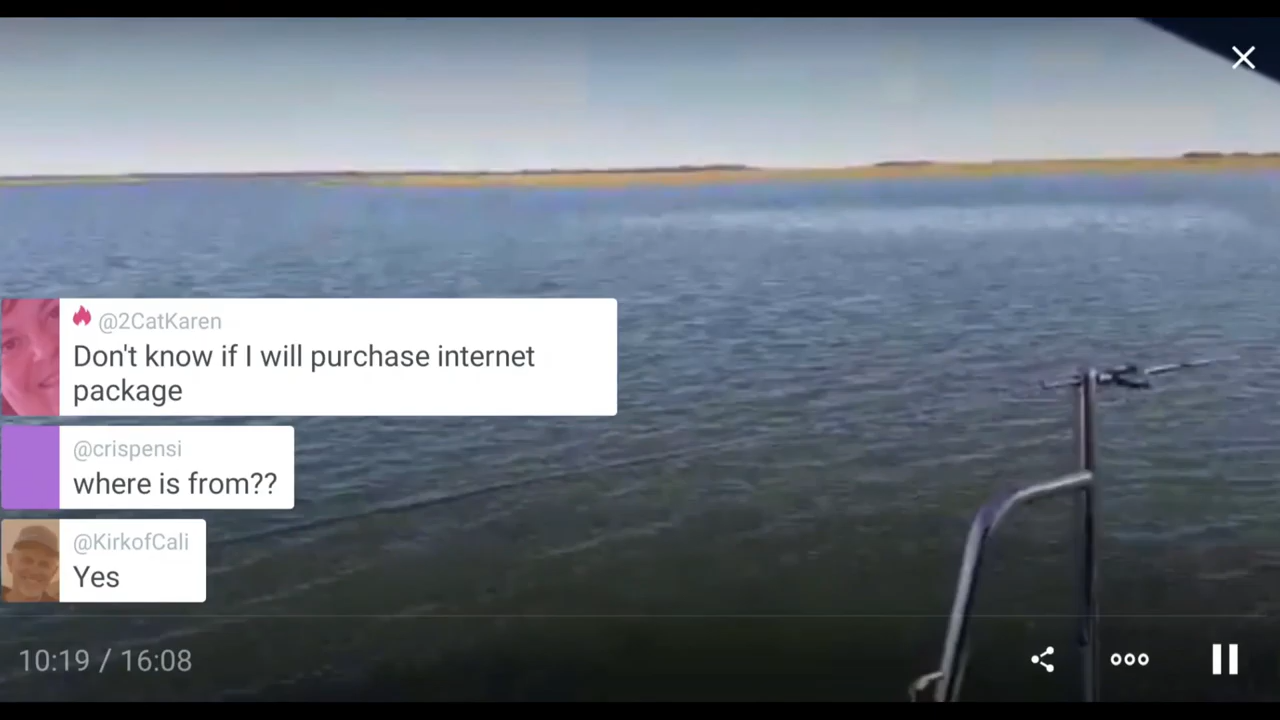 @2CatKaren
Don't know if I will purchase internet
package
@crispensi
where is from??
@KirkofCali
Yes
10:19 / 16:08